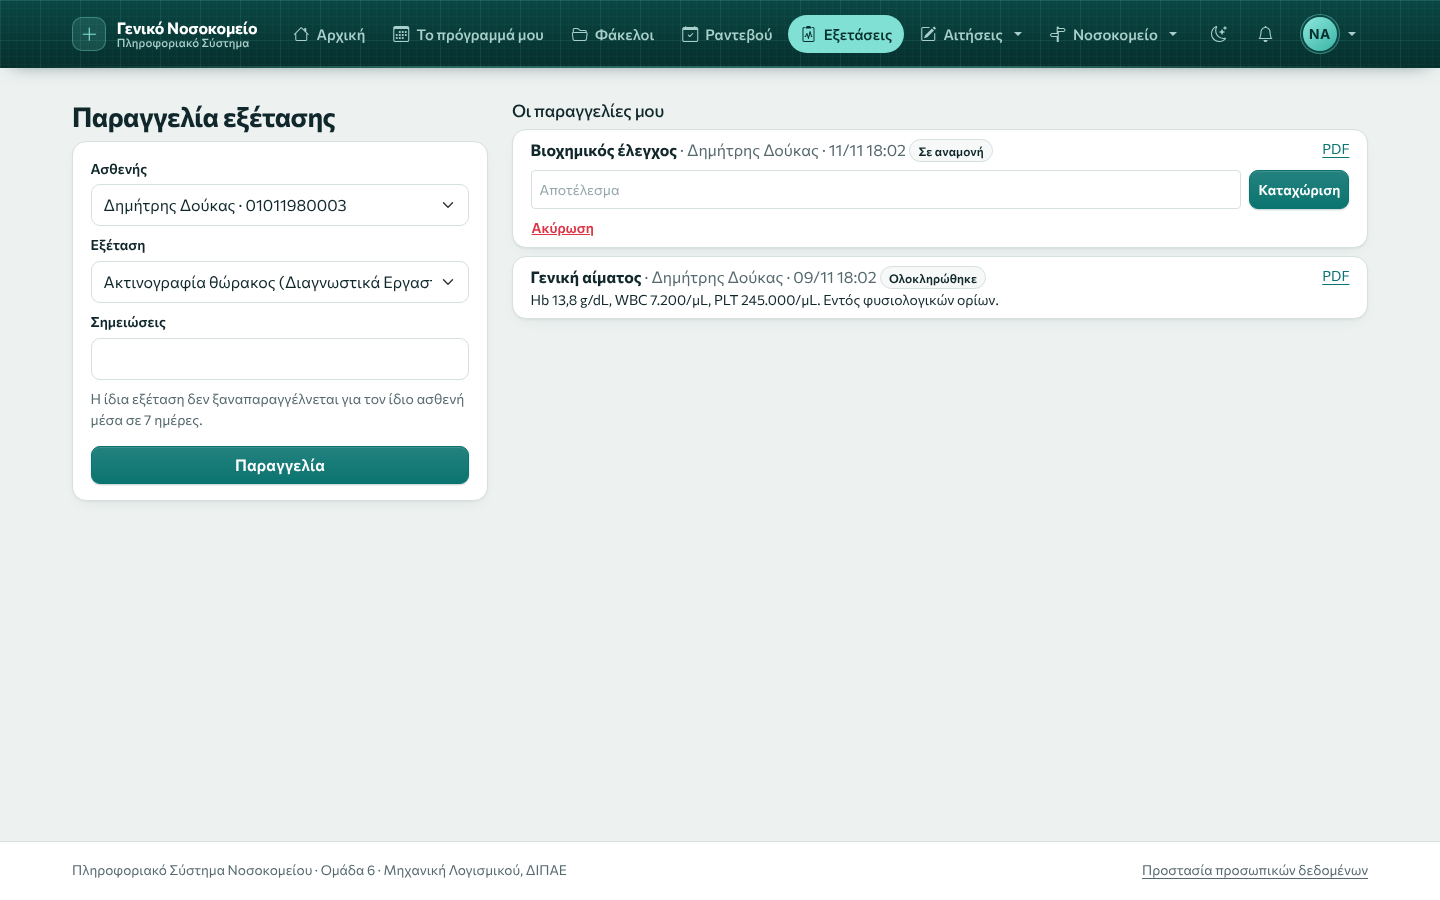 Γενικό Νοσοκομείο
Πληροφοριακό Σύστημα
Αρχική
Το πρόγραμμά μου
Φάκελοι
Ραντεβού
Εξετάσεις
Αιτήσεις
Νοσοκομείο
NA
Παραγγελία εξέτασης
Ασθενής
Δημήτρης Δούκας · 01011980003
Εξέταση
Ακτινογραφία θώρακος (Διαγνωστικά Εργαστ
Σημειώσεις
Η ίδια εξέταση δεν ξαναπαραγγέλνεται για τον ίδιο ασθενή
μέσα σε 7 ημέρες.
Παραγγελία
Οι παραγγελίες μου
Βιοχημικός έλεγχος · Δημήτρης Δούκας · 11/11 18:02 Σε αναμονή PDF
Αποτέλεσμα
Καταχώριση
Ακύρωση
Γενική αίματος · Δημήτρης Δούκας · 09/11 18:02 Ολοκληρώθηκε PDF
Hb 13,8 g/dL, WBC 7.200/μL, PLT 245.000/μL. Εντός φυσιολογικών ορίων.
Πληροφοριακό Σύστημα Νοσοκομείου · Ομάδα 6 · Μηχανική Λογισμικού, ΔΙΠΑΕ
Προστασία προσωπικών δεδομένων